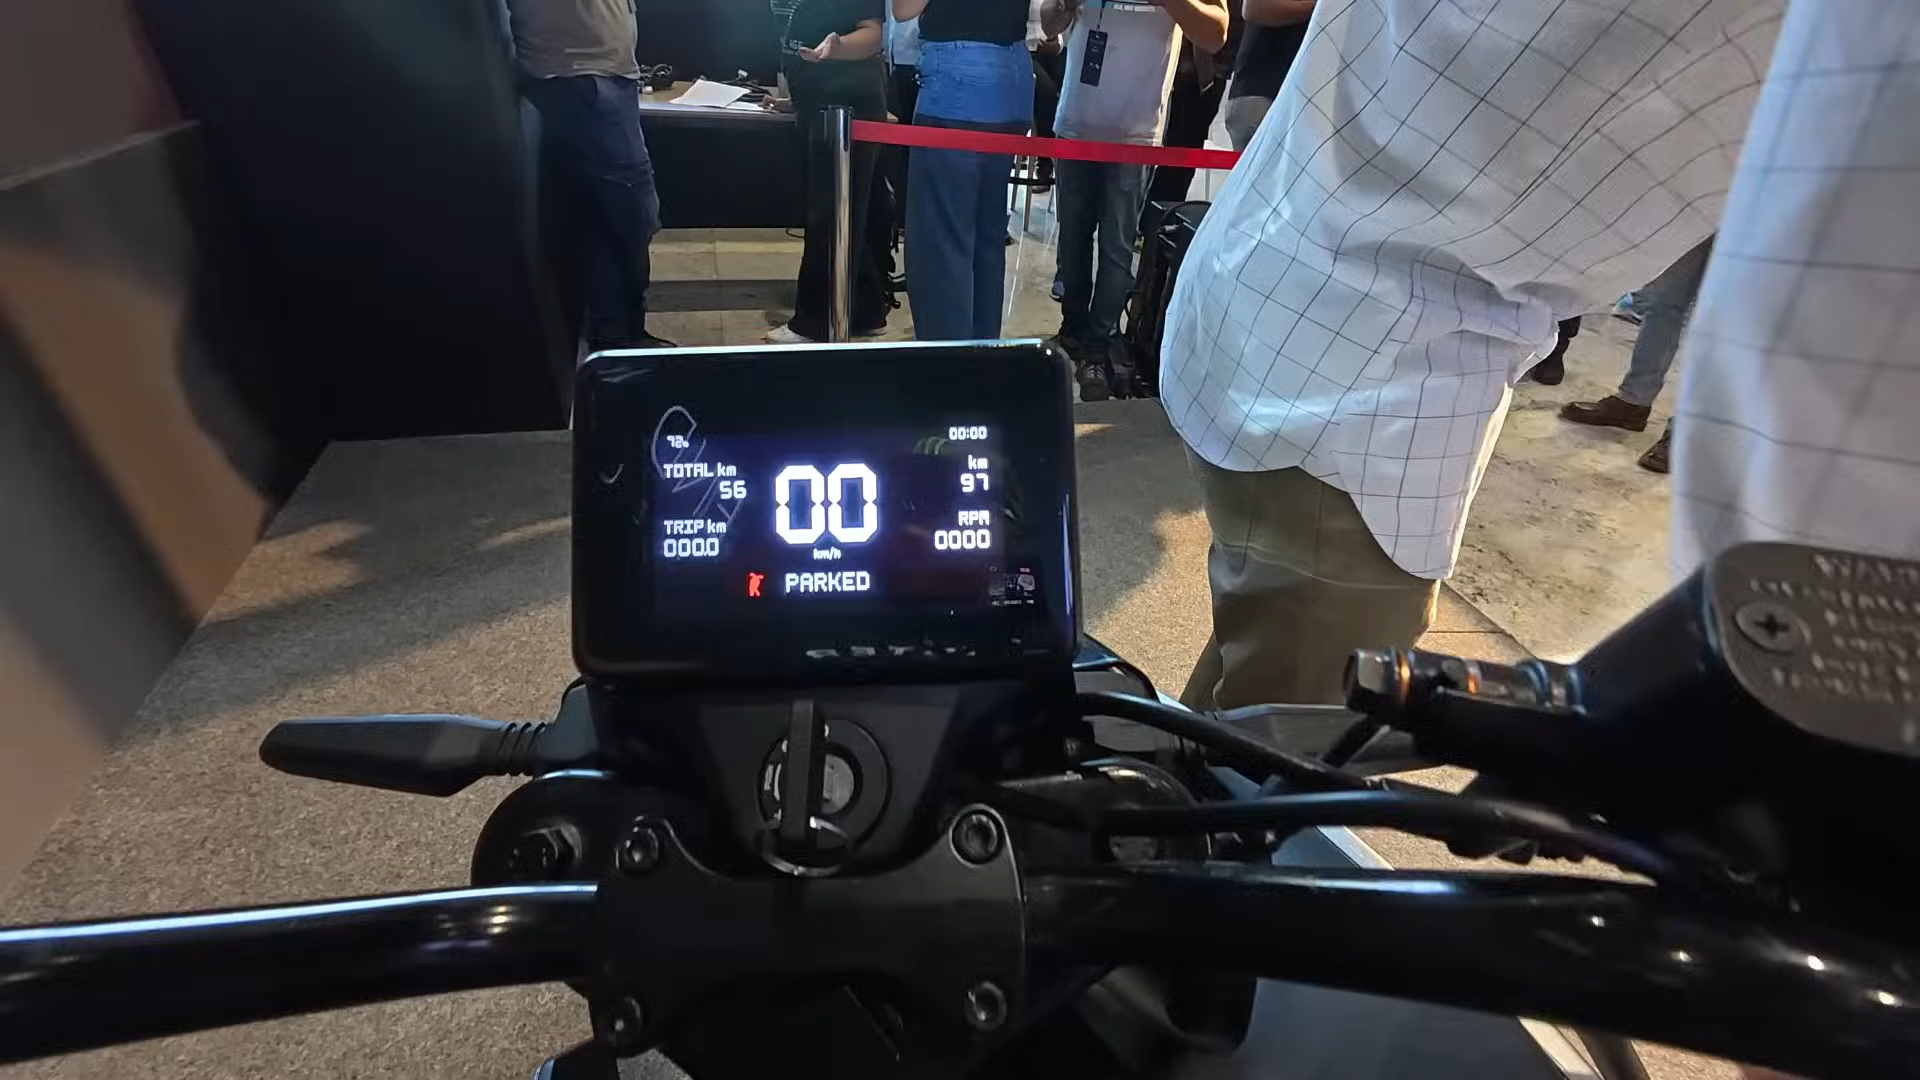 72%
00:00
TOTAL km
56
km
97
00
km/h
TRIP km
000.0
RPM
0000
PARKED